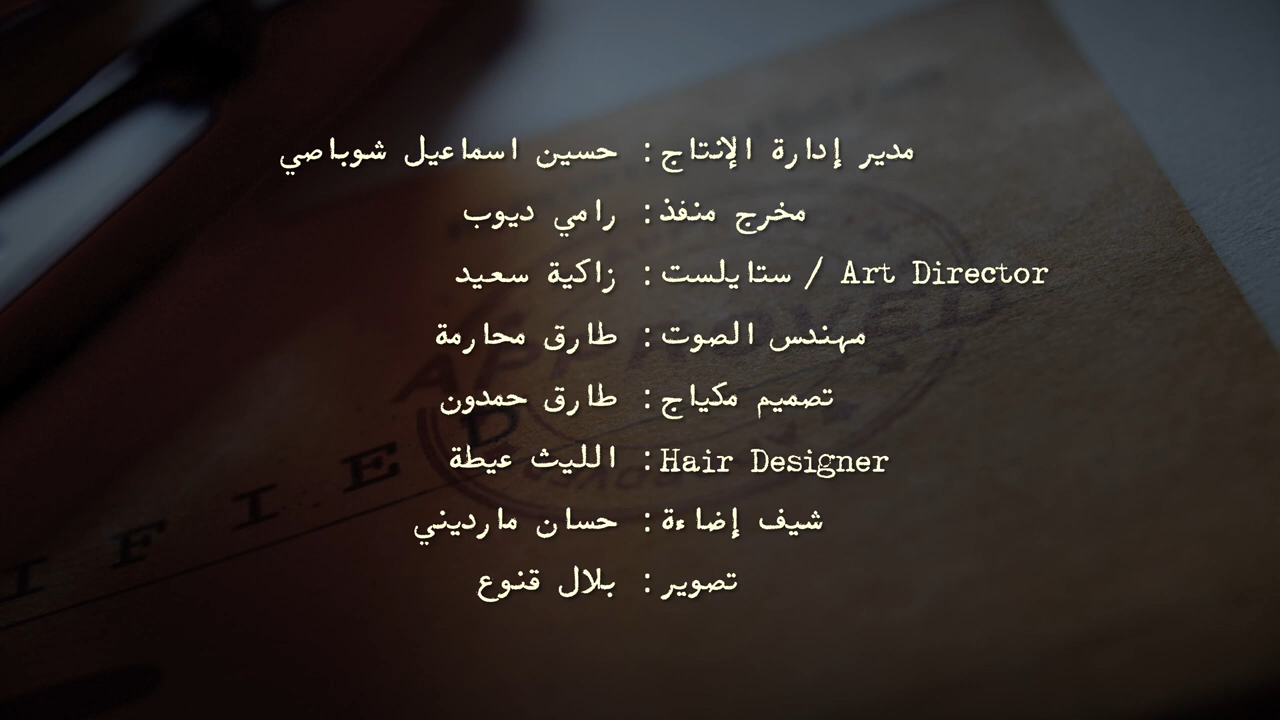 مدير إدارة الإنتاج : حسين اسماعيل شوباصي
مخرج منفذ : رامي ديوب
Art Director / ستايلست : زاكية سعيد
مهندس الصوت : طارق محارمة
تصميم مكياج : طارق حمدون
Hair Designer : الليث عيطة
شيف إضاءة : حسان مارديني
تصوير : بلال قنوع
APPROVED
I F I E D